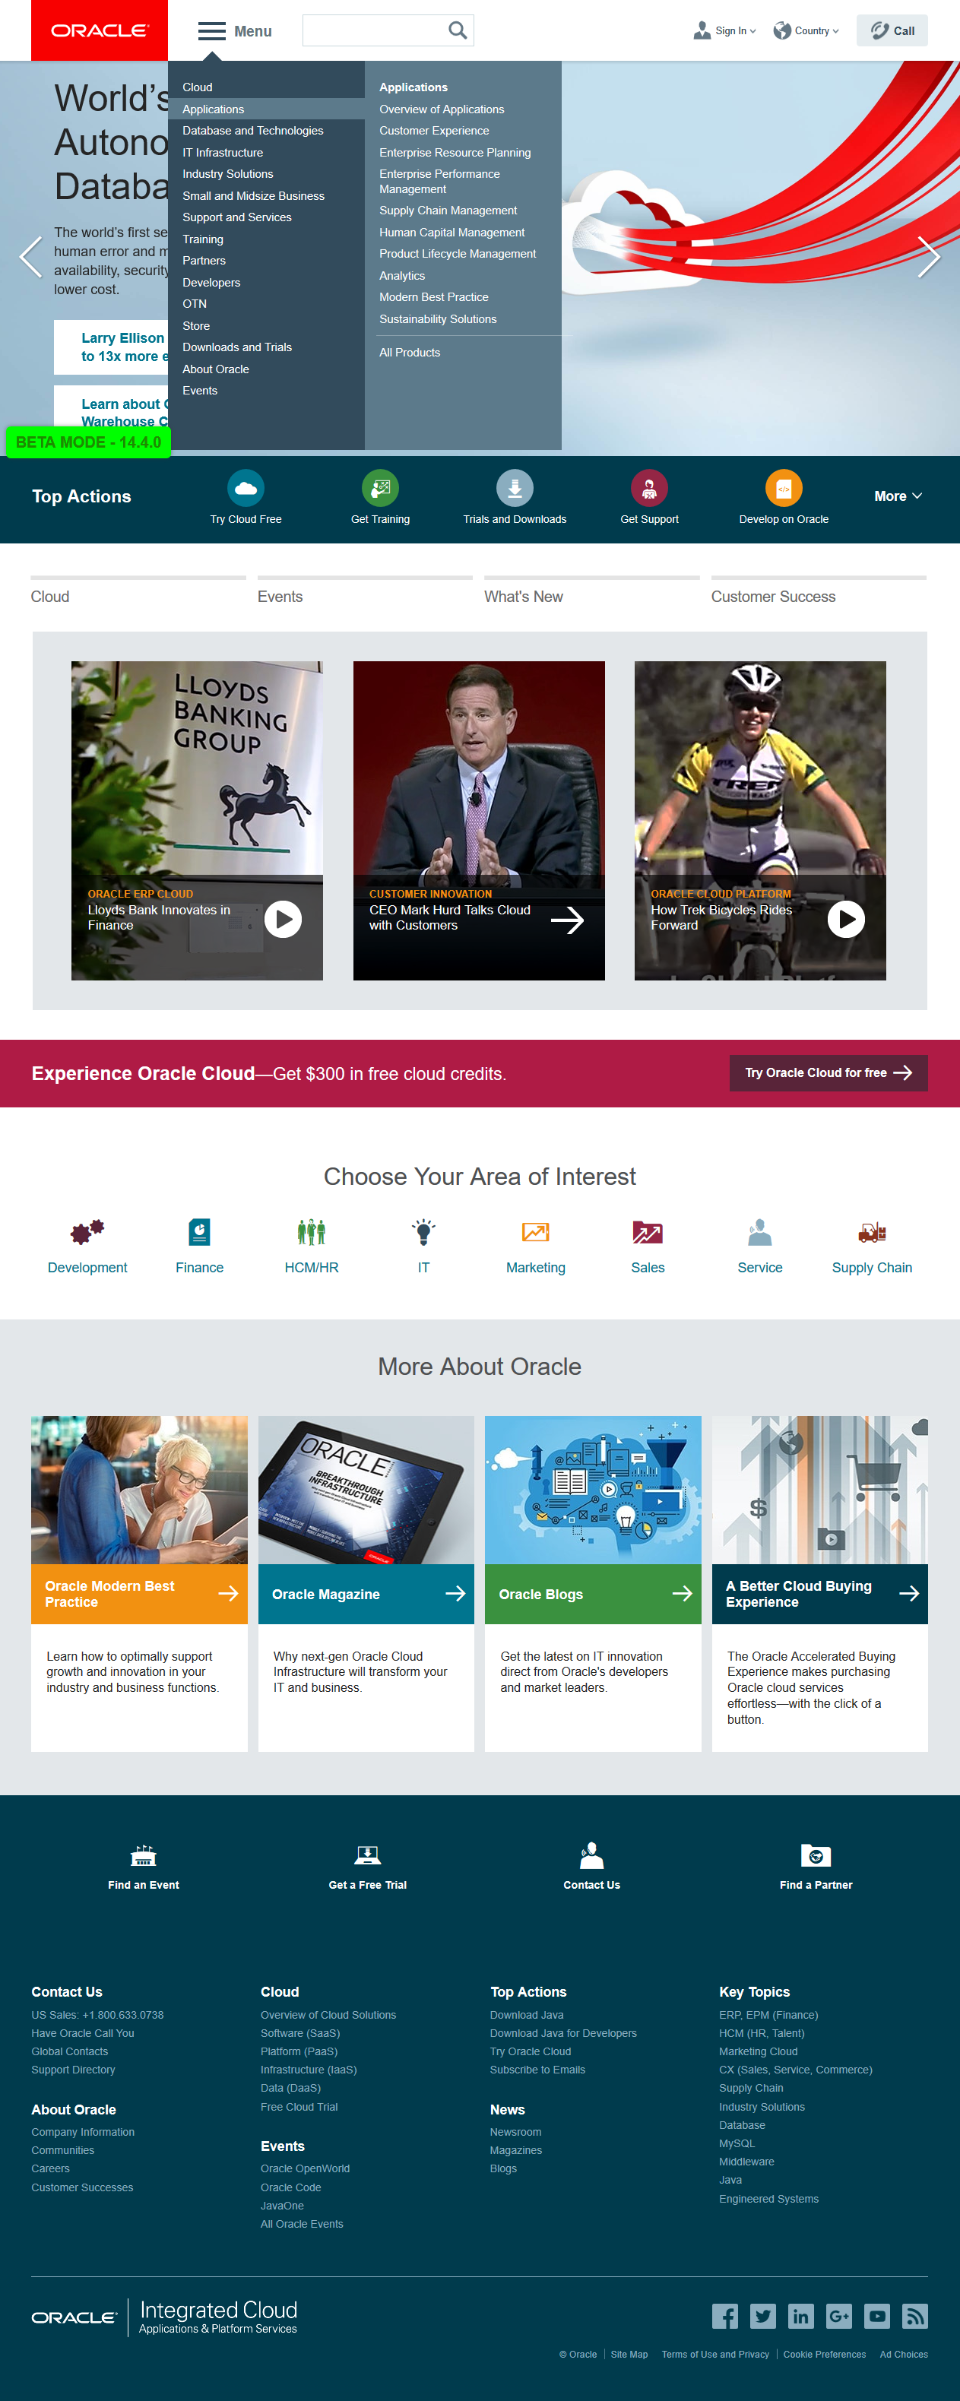 ORACLE
Menu
Sign In
Country
Call
World's
Autono
Databa
The world's first se
human error and m
availability, security
lower cost.
Larry Ellison
to 13x more e
Learn about
Warehouse C
BETA MODE - 14.4.0
Cloud
Applications
Database and Technologies
IT Infrastructure
Industry Solutions
Small and Midsize Business
Support and Services
Training
Partners
Developers
OTN
Store
Downloads and Trials
About Oracle
Events
Applications
Overview of Applications
Customer Experience
Enterprise Resource Planning
Enterprise Performance
Management
Supply Chain Management
Human Capital Management
Product Lifecycle Management
Analytics
Modern Best Practice
Sustainability Solutions
All Products
Top Actions
Try Cloud Free
Get Training
Trials and Downloads
Get Support
Develop on Oracle
More
Cloud
Events
What's New
Customer Success
LLOYDS
BANKING
GROUP
ORACLE ERP CLOUD
Lloyds Bank Innovates in
Finance
CUSTOMER INNOVATION
CEO Mark Hurd Talks Cloud
with Customers
TREK
ORACLE CLOUD PLATFORM
How Trek Bicycles Rides
Forward
Experience Oracle Cloud—Get $300 in free cloud credits.
Try Oracle Cloud for free
Choose Your Area of Interest
Development
Finance
HCM/HR
IT
Marketing
Sales
Service
Supply Chain
More About Oracle
ORACLE
BREAKTHROUGH
INFRASTRUCTURE
$
Oracle Modern Best
Practice
Learn how to optimally support
growth and innovation in your
industry and business functions.
Oracle Magazine
Why next-gen Oracle Cloud
Infrastructure will transform your
IT and business.
Oracle Blogs
Get the latest on IT innovation
direct from Oracle's developers
and market leaders.
A Better Cloud Buying
Experience
The Oracle Accelerated Buying
Experience makes purchasing
Oracle cloud services
effortless—with the click of a
button.
Find an Event
Get a Free Trial
Contact Us
Find a Partner
Contact Us
US Sales: +1.800.633.0738
Have Oracle Call You
Global Contacts
Support Directory
About Oracle
Company Information
Communities
Careers
Customer Successes
Cloud
Overview of Cloud Solutions
Software (SaaS)
Platform (PaaS)
Infrastructure (IaaS)
Data (DaaS)
Free Cloud Trial
Events
Oracle OpenWorld
Oracle Code
JavaOne
All Oracle Events
Top Actions
Download Java
Download Java for Developers
Try Oracle Cloud
Subscribe to Emails
News
Newsroom
Magazines
Blogs
Key Topics
ERP, EPM (Finance)
HCM (HR, Talent)
Marketing Cloud
CX (Sales, Service, Commerce)
Supply Chain
Industry Solutions
Database
MySQL
Middleware
Java
Engineered Systems
ORACLE
Integrated Cloud
Applications & Platform Services
© Oracle
Site Map
Terms of Use and Privacy
Cookie Preferences
Ad Choices